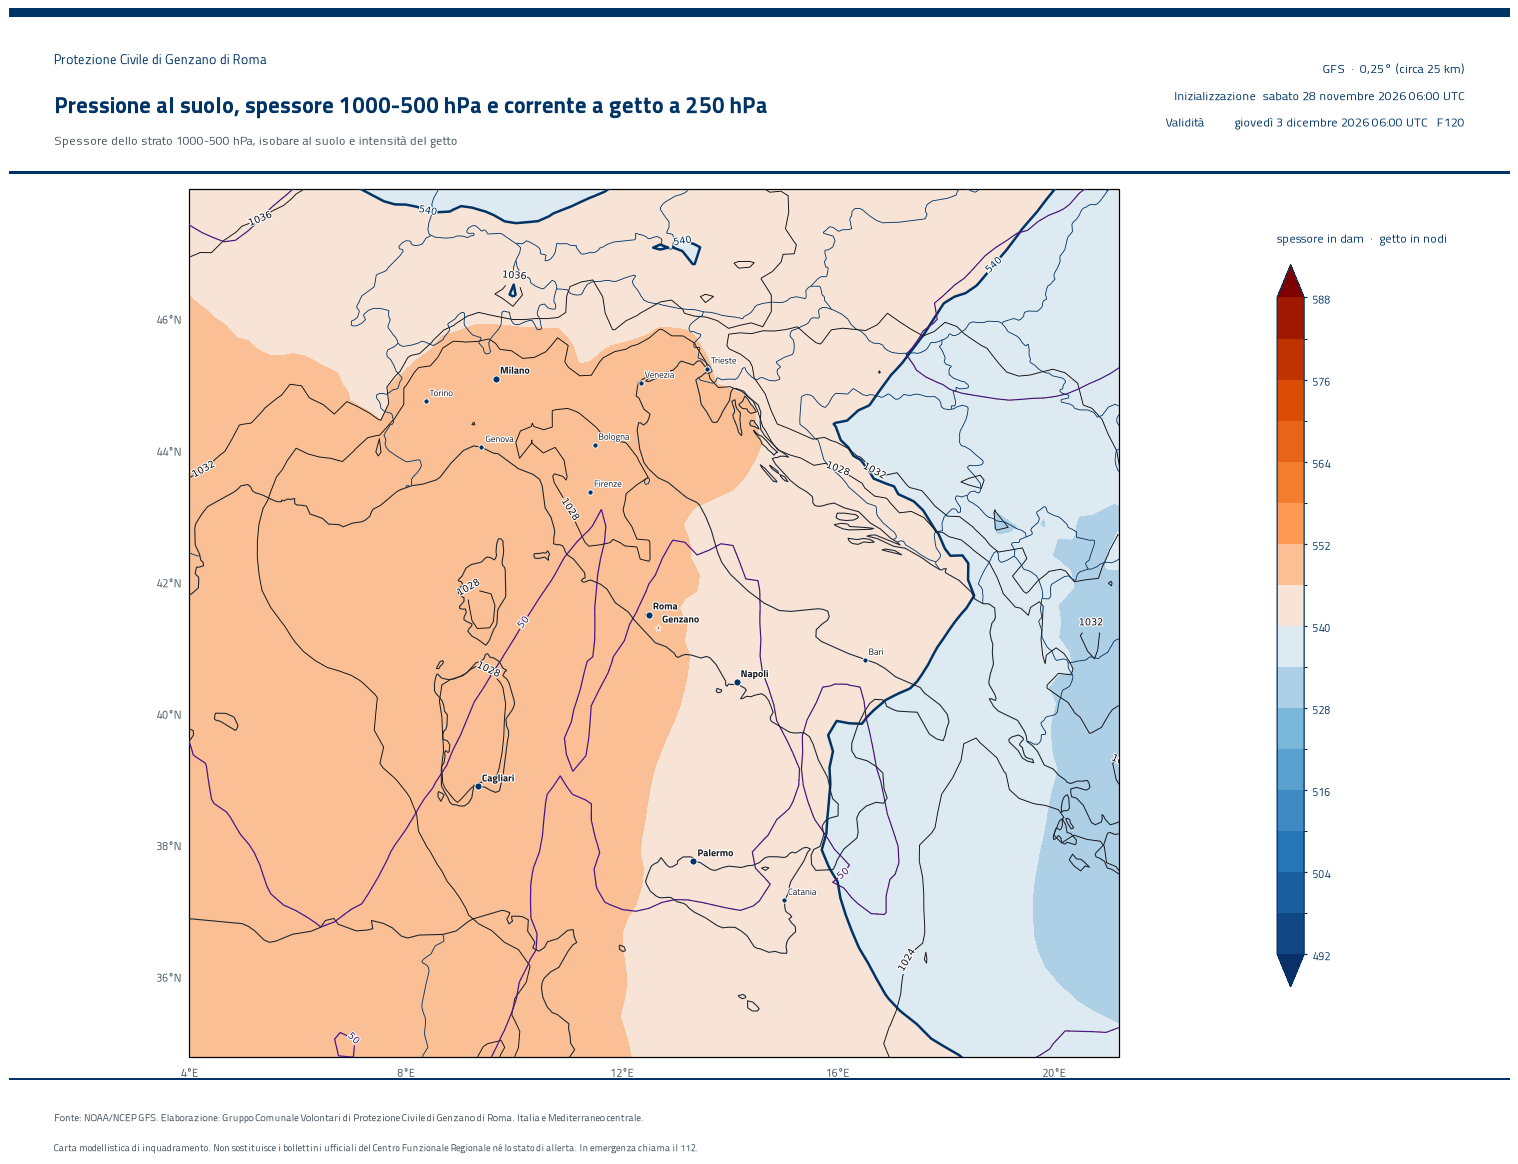 Protezione Civile di Genzano di Roma
Pressione al suolo, spessore 1000-500 hPa e corrente a getto a 250 hPa
Spessore dello strato 1000-500 hPa, isobare al suolo e intensità del getto
GFS · 0,25° (circa 25 km)
Inizializzazione sabato 28 novembre 2026 06:00 UTC
Validità giovedì 3 dicembre 2026 06:00 UTC F120
spessore in dam · getto in nodi
588
576
564
552
540
528
516
504
492
46°N
44°N
42°N
40°N
38°N
36°N
4°E
8°E
12°E
16°E
20°E
1036
540
540
540
1036
Trieste
Milano
Venezia
Torino
Bologna
Genova
1032
1028
1032
Firenze
1028
1028
Roma
Genzano
50
1032
Bari
1028
Napoli
Cagliari
Palermo
50
Catania
1024
50
Fonte: NOAA/NCEP GFS. Elaborazione: Gruppo Comunale Volontari di Protezione Civile di Genzano di Roma. Italia e Mediterraneo centrale.
Carta modellistica di inquadramento. Non sostituisce i bollettini ufficiali del Centro Funzionale Regionale né lo stato di allerta. In emergenza chiama il 112.